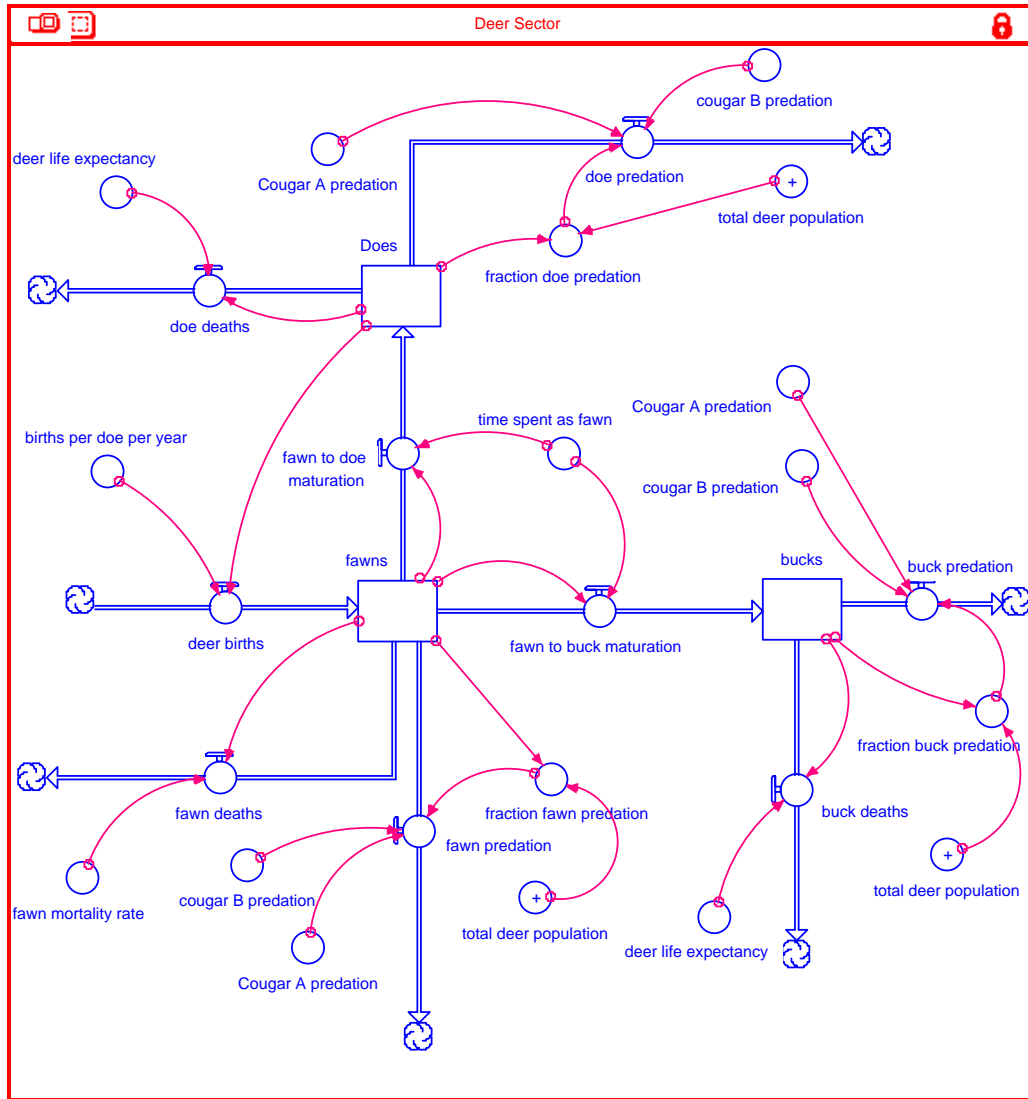 Deer Sector
cougar B predation
deer life expectancy
Cougar A predation
doe predation
total deer population
Does
fraction doe predation
doe deaths
Cougar A predation
time spent as fawn
births per doe per year
fawn to doe
maturation
cougar B predation
fawns
bucks
buck predation
deer births
fawn to buck maturation
fraction buck predation
fawn deaths
fraction fawn predation
buck deaths
fawn predation
cougar B predation
total deer population
fawn mortality rate
total deer population
deer life expectancy
Cougar A predation